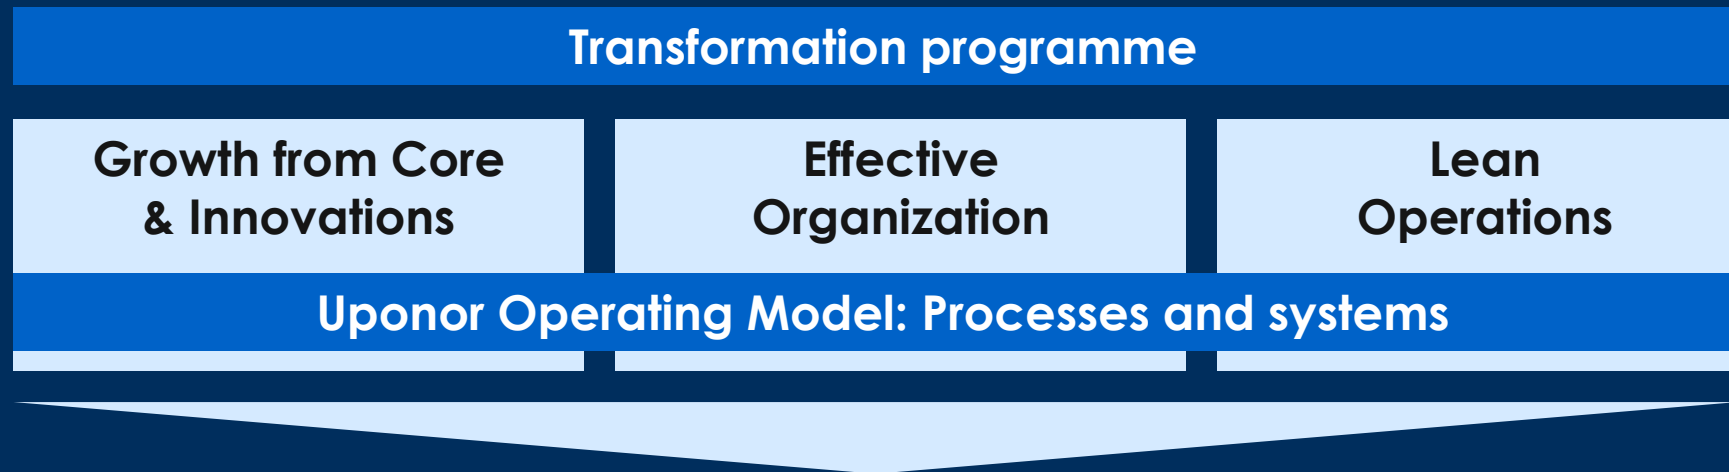 Transformation programme
Growth from Core
& Innovations
Effective
Organization
Lean
Operations
Uponor Operating Model: Processes and systems